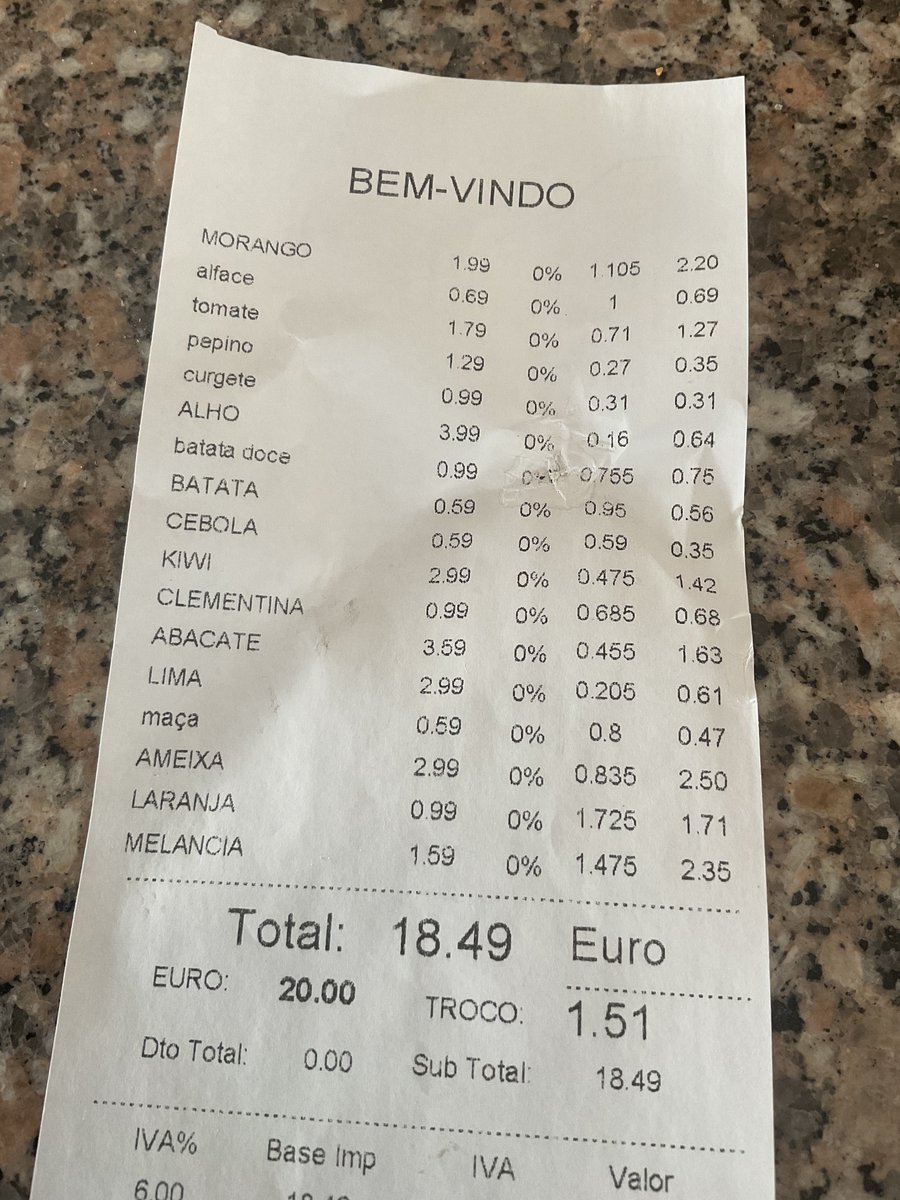 BEM-VINDO
MORANGO 1.99 0% 1.105 2.20
alface 0.69 0% 1 0.69
tomate 1.79 0% 0.71 1.27
pepino 1.29 0% 0.27 0.35
curgete 0.99 0% 0.31 0.31
ALHO 3.99 0% 0.16 0.64
batata doce 0.99 0% 0.755 0.75
BATATA 0.59 0% 0.95 0.56
CEBOLA 0.59 0% 0.59 0.35
KIWI 2.99 0% 0.475 1.42
CLEMENTINA 0.99 0% 0.685 0.68
ABACATE 3.59 0% 0.455 1.63
LIMA 2.99 0% 0.205 0.61
maça 0.59 0% 0.8 0.47
AMEIXA 2.99 0% 0.835 2.50
LARANJA 0.99 0% 1.725 1.71
MELANCIA 1.59 0% 1.475 2.35
Total: 18.49 Euro
EURO: 20.00 TROCO: 1.51
Dto Total: 0.00 Sub Total: 18.49
IVA% Base Imp IVA Valor
6.00